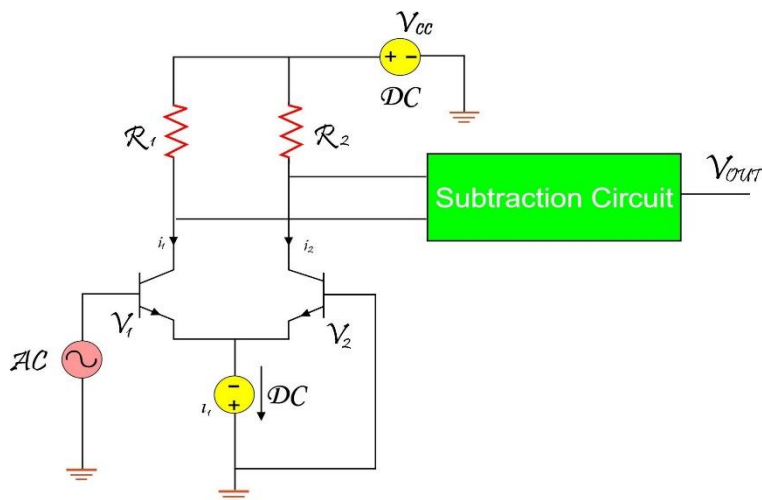 Vcc
+ -
DC
R1
R2
Subtraction Circuit
VOUT
i1
i2
V1
V2
AC
-
+
DC
I1